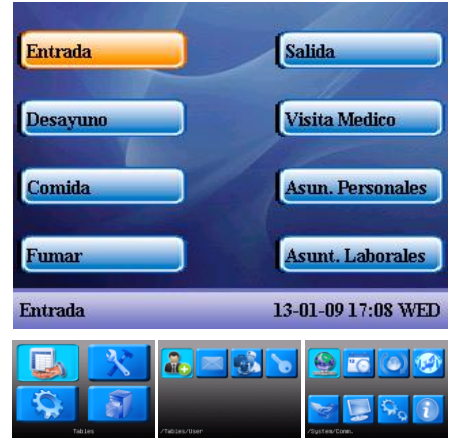 Entrada
Salida
Desayuno
Visita Medico
Comida
Asun. Personales
Fumar
Asunt. Laborales
Entrada 13-01-09 17:08 WED
Tables
/Tables/User
/System/Comm.